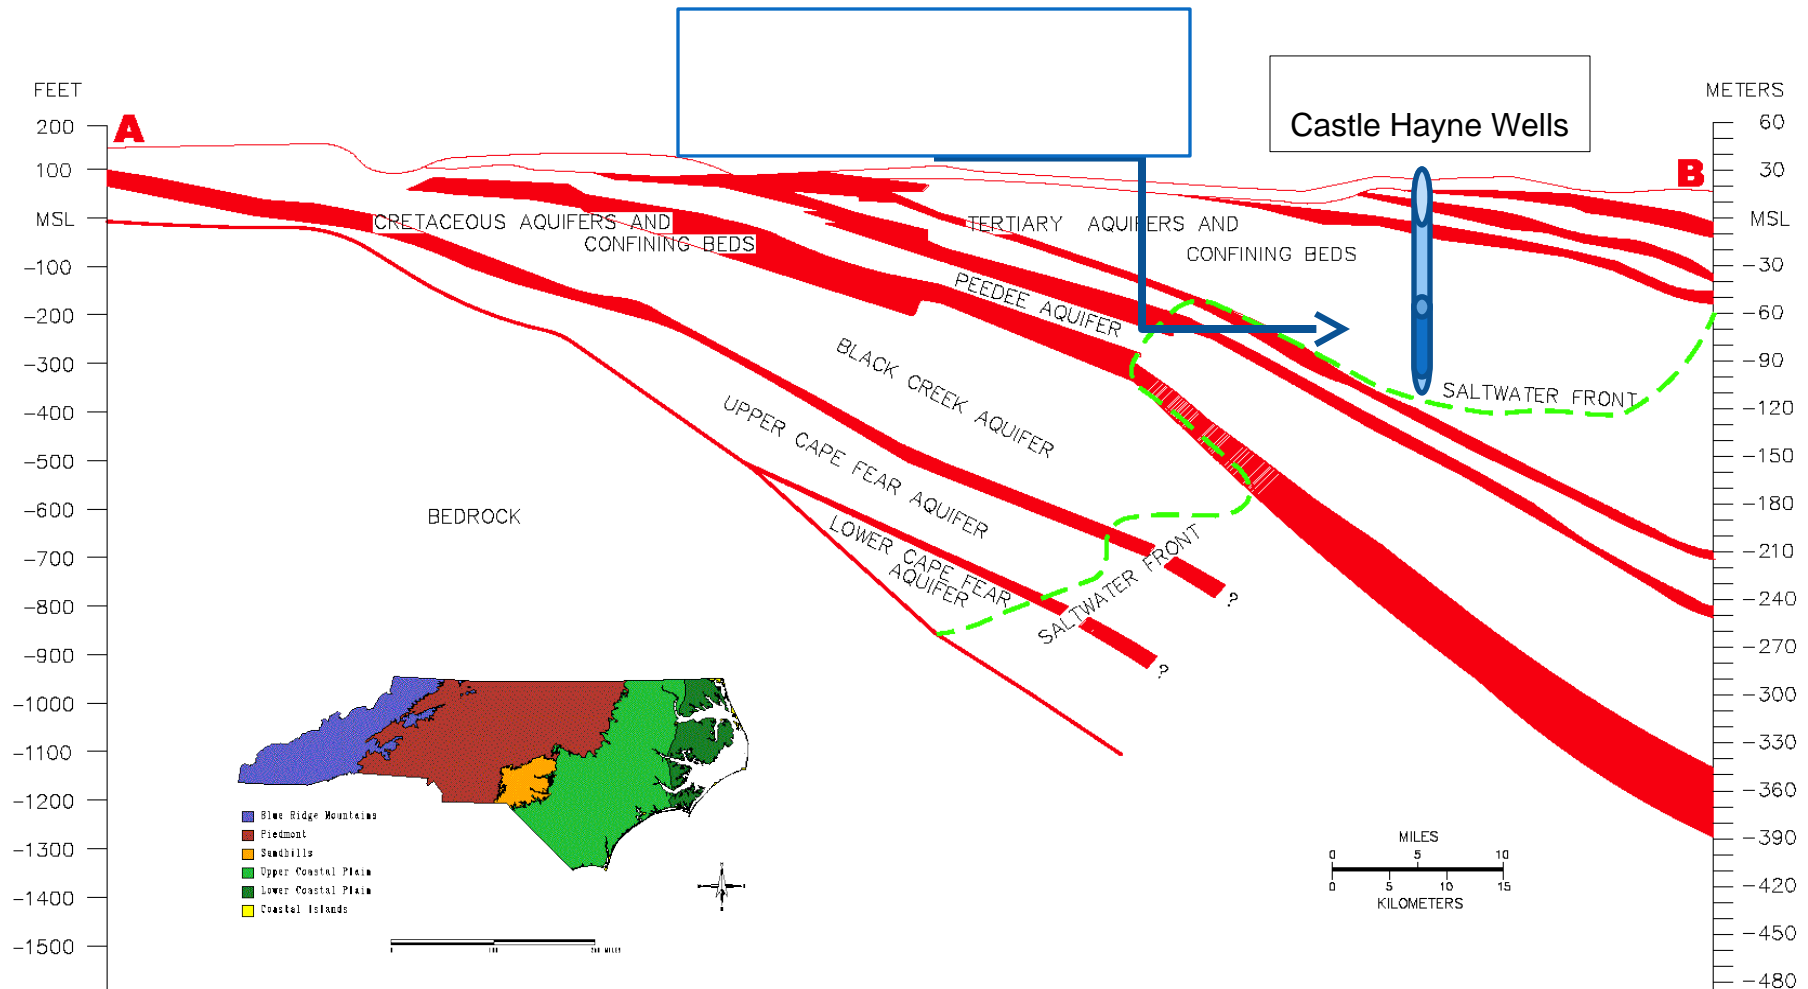 Castle Hayne Wells
FEET
METERS
A
B
200
100
MSL
-100
-200
-300
-400
-500
-600
-700
-800
-900
-1000
-1100
-1200
-1300
-1400
-1500
60
30
MSL
-30
-60
-90
-120
-150
-180
-210
-240
-270
-300
-330
-360
-390
-420
-450
-480
CRETACEOUS AQUIFERS AND
CONFINING BEDS
TERTIARY AQUIFERS AND
CONFINING BEDS
PEEDEE AQUIFER
BLACK CREEK AQUIFER
UPPER CAPE FEAR AQUIFER
LOWER CAPE FEAR
AQUIFER
BEDROCK
SALTWATER FRONT
SALTWATER FRONT
?
?
Blue Ridge Mountains
Piedmont
Sandhills
Upper Coastal Plain
Lower Coastal Plain
Coastal Islands
0 100 MILES
MILES
0 5 10
0 5 10 15
KILOMETERS